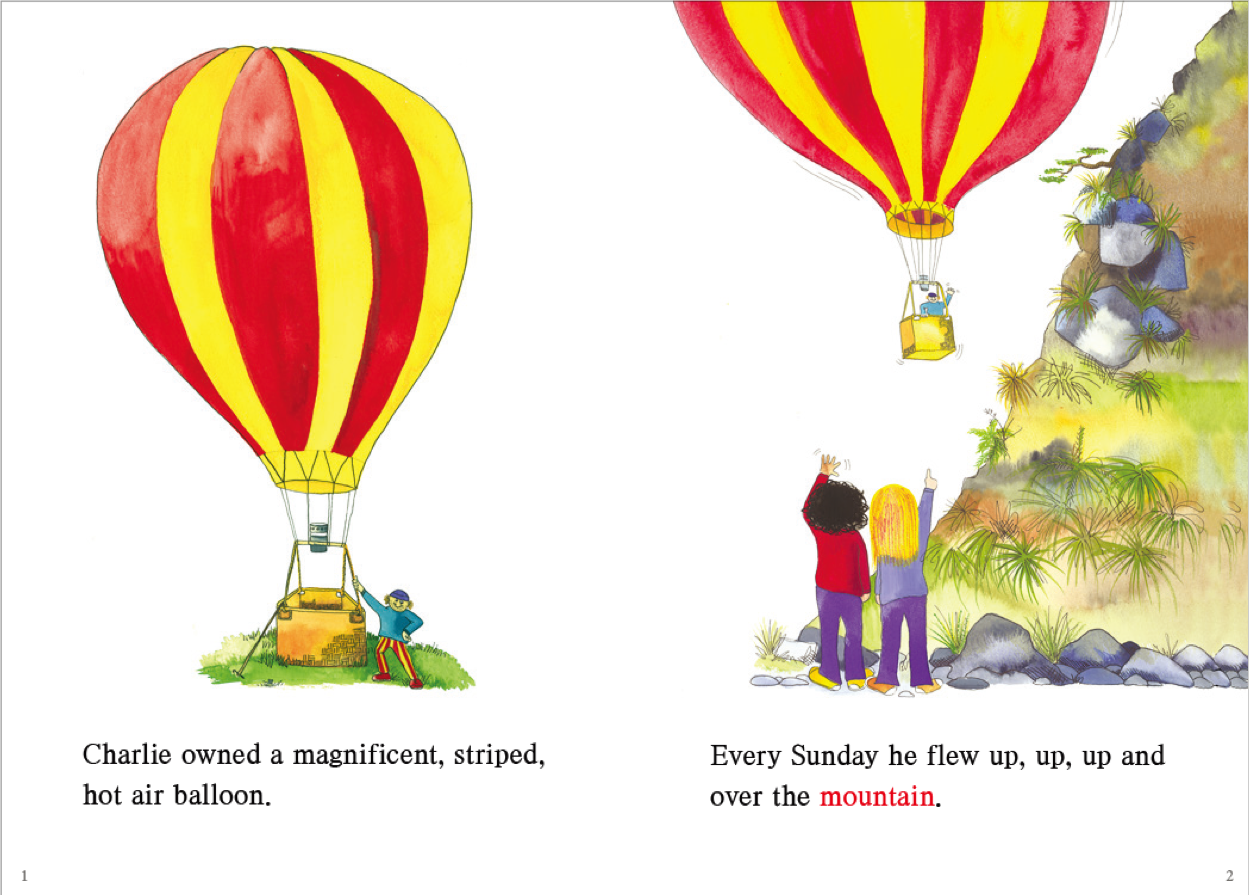 Charlie owned a magnificent, striped,
hot air balloon.
1
Every Sunday he flew up, up, up and
over the mountain.
2